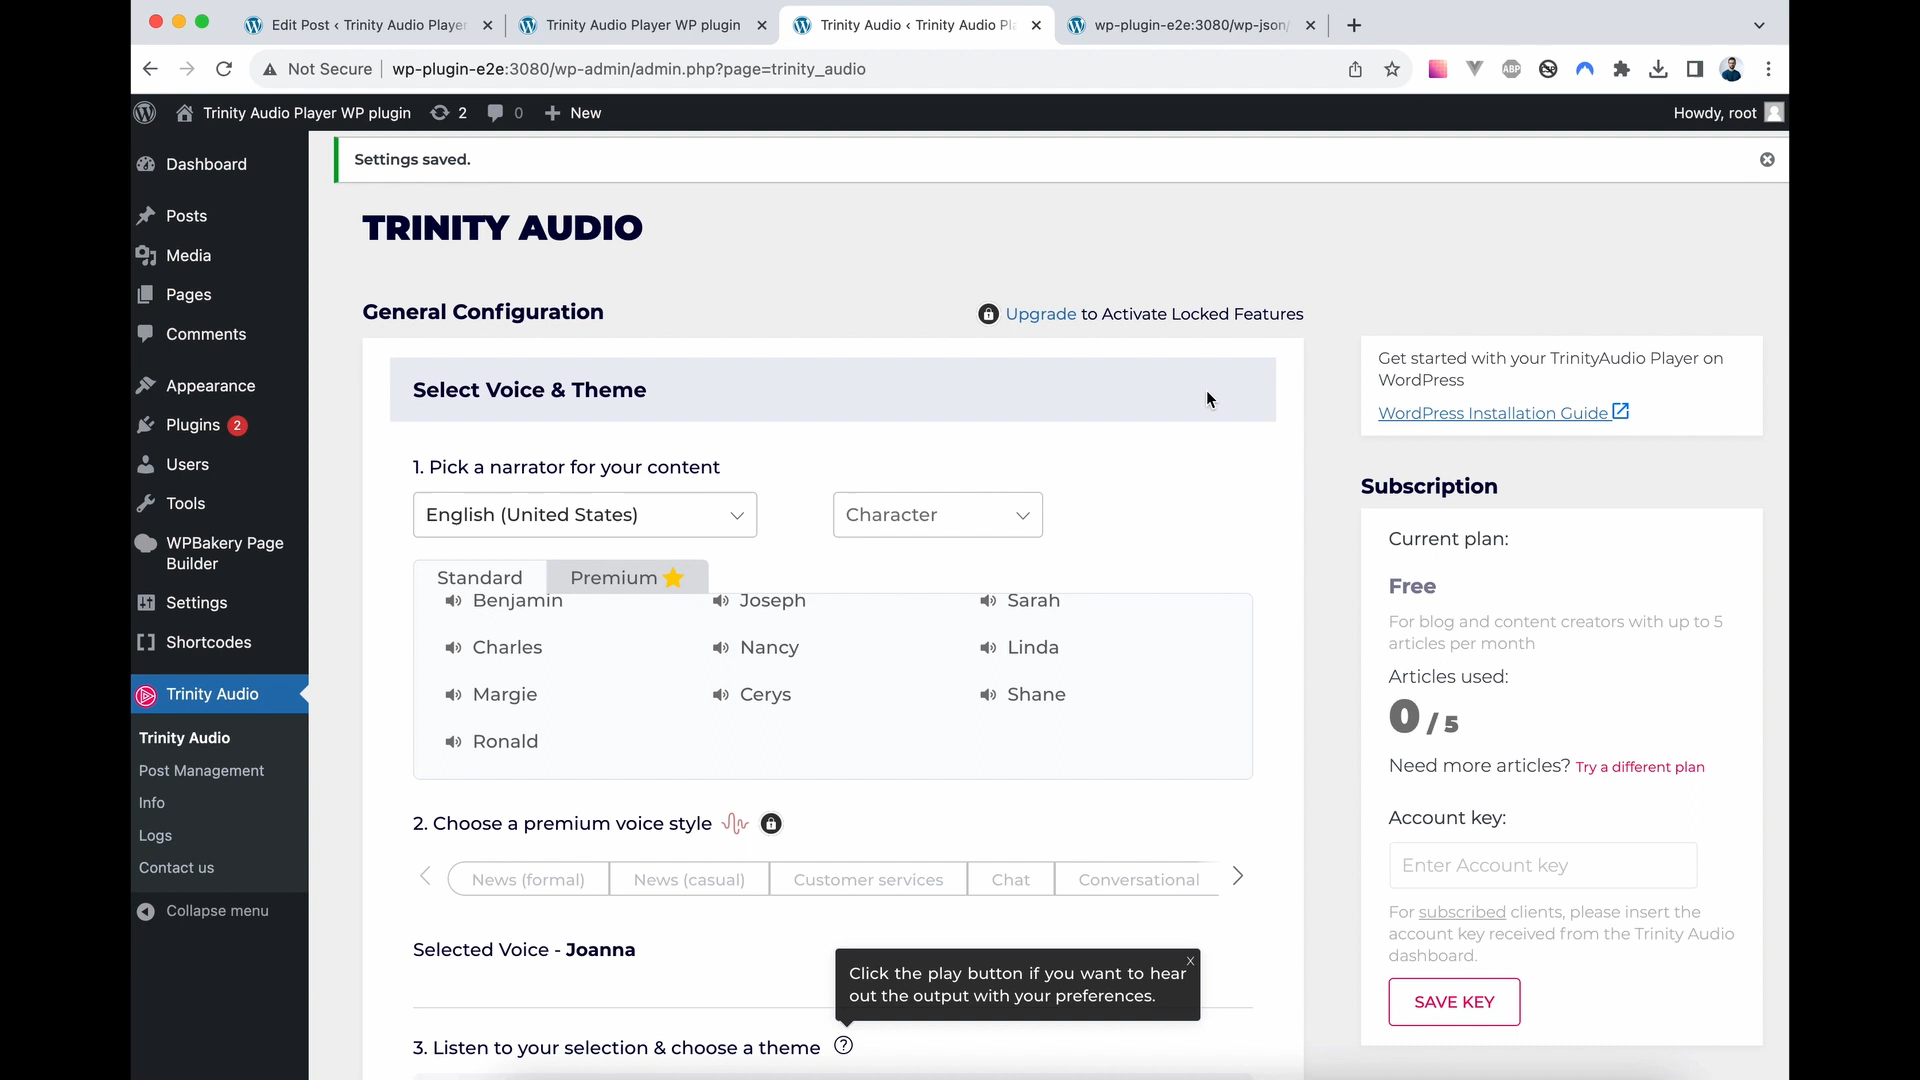 Edit Post ‹ Trinity Audio Player
Trinity Audio Player WP plugin
Trinity Audio ‹ Trinity Audio Pla
wp-plugin-e2e:3080/wp-json/
Not Secure
wp-plugin-e2e:3080/wp-admin/admin.php?page=trinity_audio
ABP
Trinity Audio Player WP plugin
2
0
New
Howdy, root
Dashboard
Posts
Media
Pages
Comments
Appearance
Plugins 2
Users
Tools
WPBakery Page
Builder
Settings
Shortcodes
Trinity Audio
Trinity Audio
Post Management
Info
Logs
Contact us
Collapse menu
Settings saved.
TRINITY AUDIO
General Configuration
Upgrade to Activate Locked Features
Select Voice & Theme
1. Pick a narrator for your content
English (United States)
Character
Standard
Premium
Benjamin
Joseph
Sarah
Charles
Nancy
Linda
Margie
Cerys
Shane
Ronald
2. Choose a premium voice style
News (formal)
News (casual)
Customer services
Chat
Conversational
Selected Voice - Joanna
X
Click the play button if you want to hear
out the output with your preferences.
3. Listen to your selection & choose a theme ?
Get started with your TrinityAudio Player on
WordPress
WordPress Installation Guide
Subscription
Current plan:
Free
For blog and content creators with up to 5
articles per month
Articles used:
0 / 5
Need more articles? Try a different plan
Account key:
Enter Account key
For subscribed clients, please insert the
account key received from the Trinity Audio
dashboard.
SAVE KEY